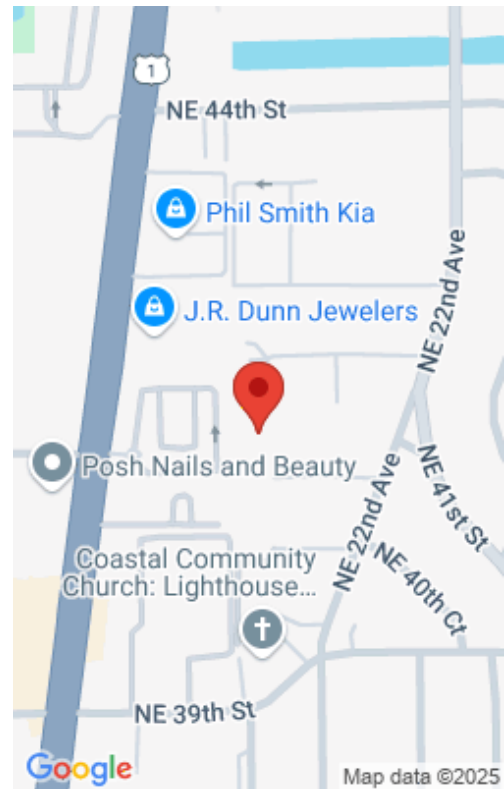 1
NE 44th St
Phil Smith Kia
J.R. Dunn Jewelers
NE 22nd Ave
Posh Nails and Beauty
NE 22nd Ave
NE 41st St
Coastal Community
Church: Lighthouse...
NE 40th Ct
NE 39th St
Google
Map data ©2025